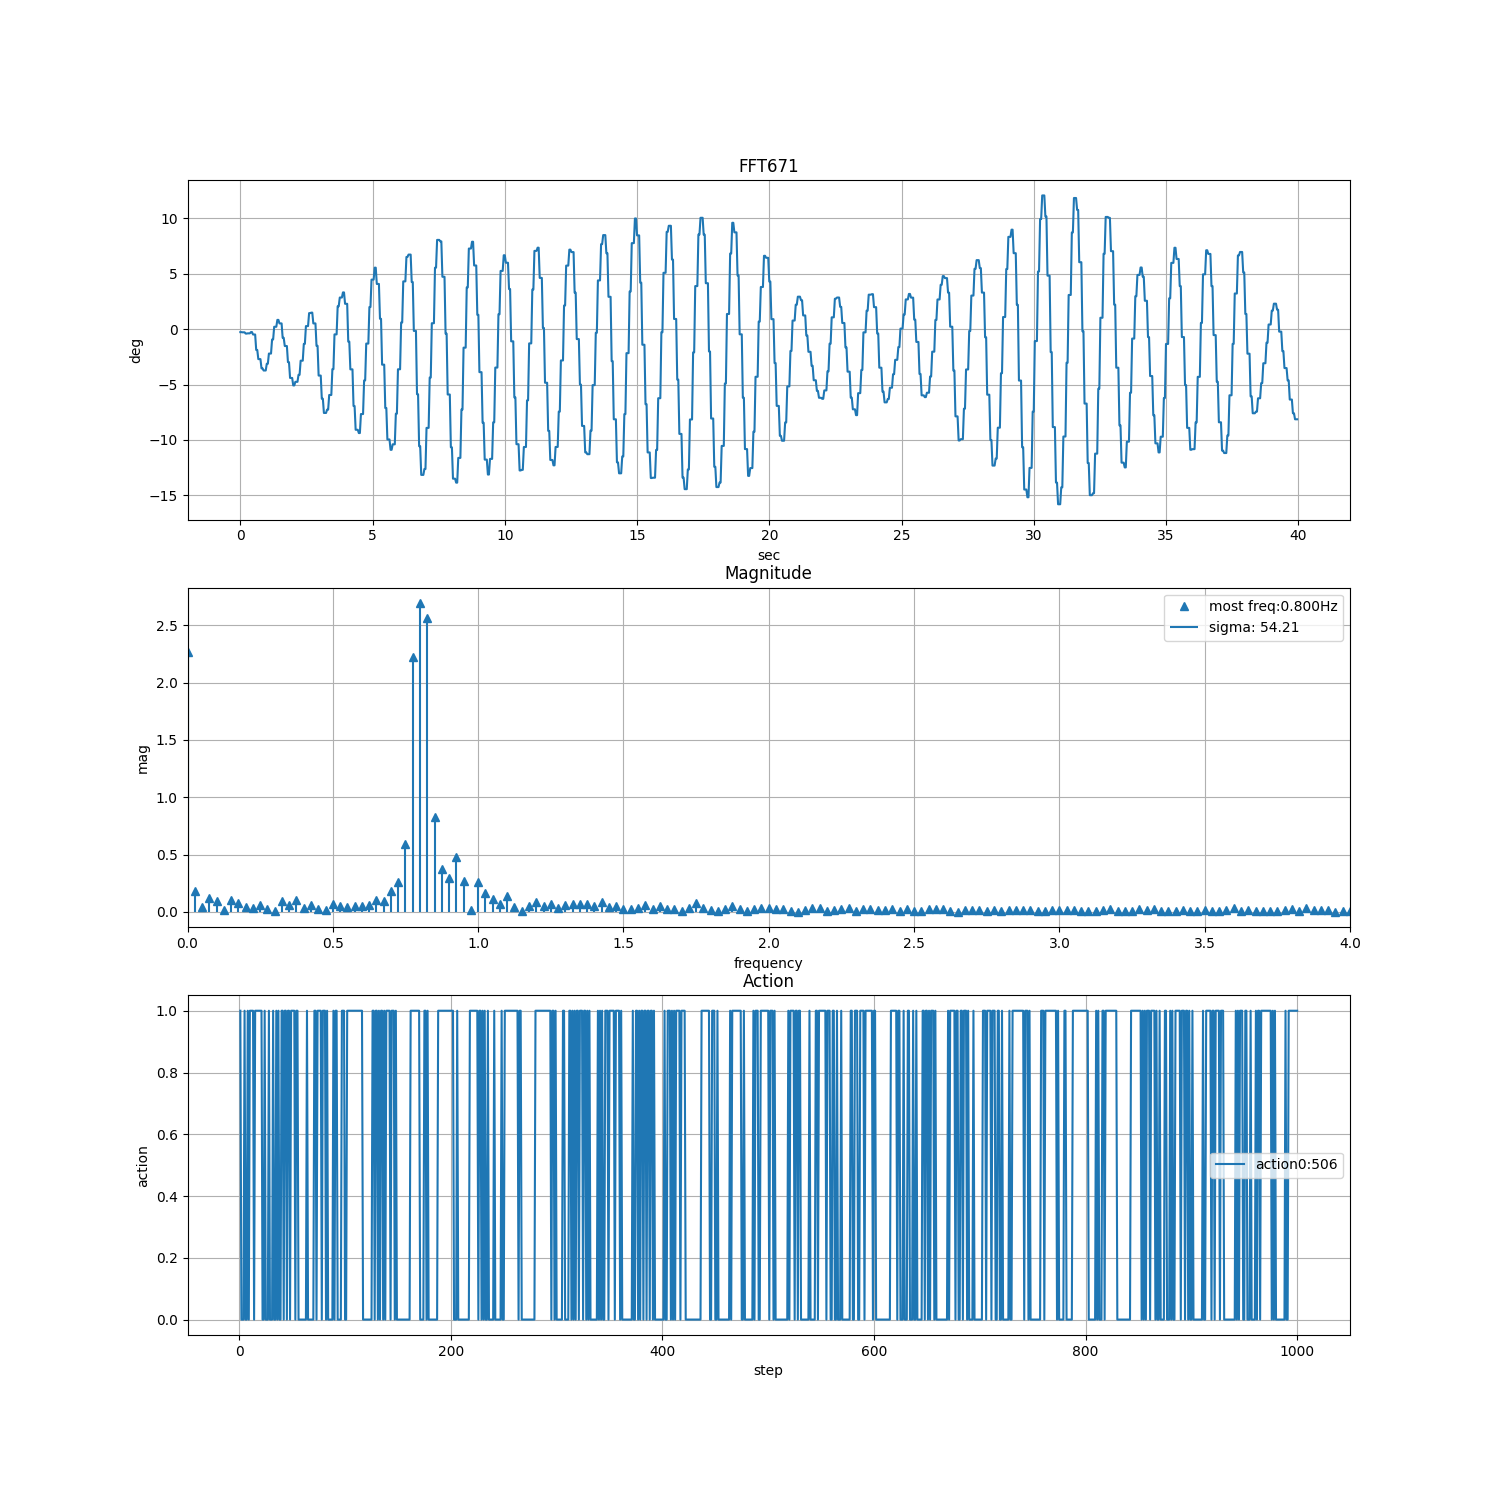 FFT671
10
5
0
−5
−10
−15
deg
0 5 10 15 20 25 30 35 40
sec
Magnitude
most freq:0.800Hz
sigma: 54.21
2.5
2.0
1.5
1.0
0.5
0.0
mag
0.0 0.5 1.0 1.5 2.0 2.5 3.0 3.5 4.0
frequency
Action
1.0
0.8
0.6
0.4
0.2
0.0
action
action0:506
0 200 400 600 800 1000
step